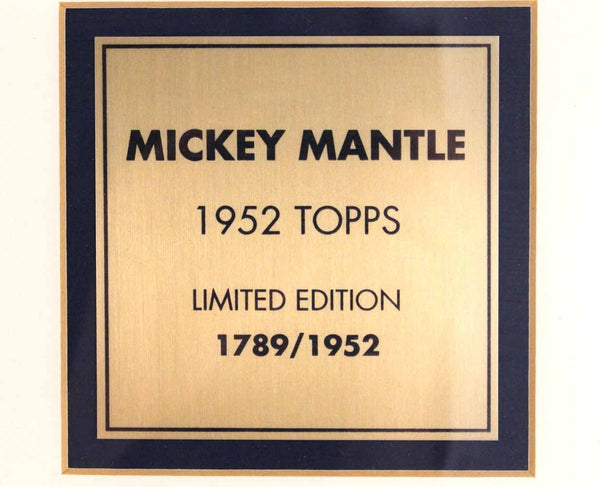 MICKEY MANTLE
1952 TOPPS
LIMITED EDITION
1789/1952